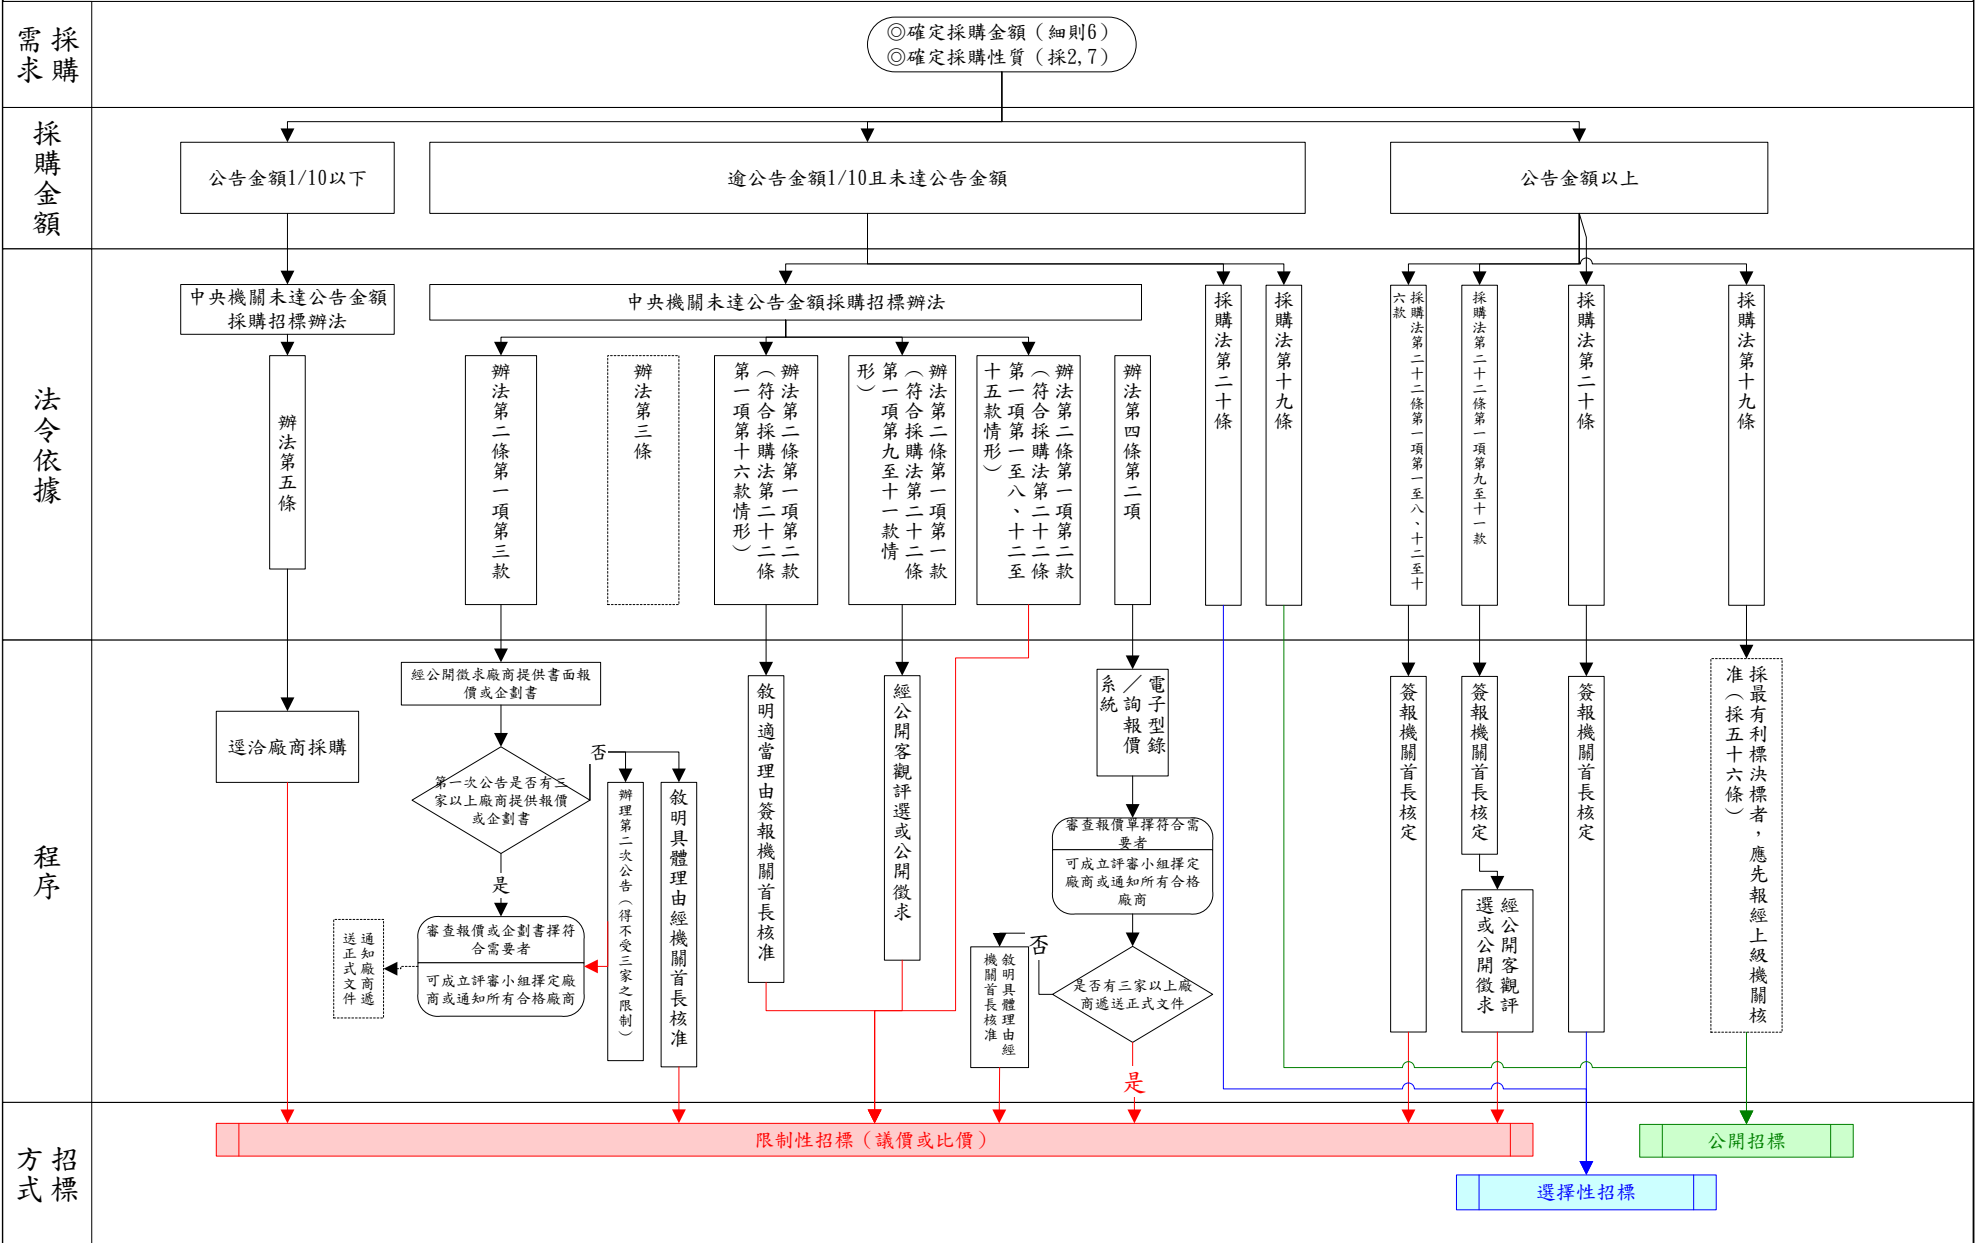 採購
需求
◎確定採購金額（細則6）
◎確定採購性質（採2,7）
採購金額
公告金額1/10以下
逾公告金額1/10且未達公告金額
公告金額以上
法令依據
中央機關未達公告金額
採購招標辦法
中央機關未達公告金額採購招標辦法
辦法第五條
辦法第二條第一項第三款
辦法第三條
辦法第二條第一項第二款
（符合採購法第二十二條
第一項第十六款情形）
辦法第二條第一項第一款
（符合採購法第二十二條
第一項第九至十一款情
形）
辦法第二條第一項第二款
（符合採購法第二十二條
第一項第一至八、十二至
十五款情形）
辦法第四條第二項
採購法第二十條
採購法第十九條
採購法第二十二條第一項第一至八、十二至十
六款
採購法第二十二條第一項第九至十一款
採購法第二十條
採購法第十九條
程序
逕洽廠商採購
經公開徵求廠商提供書面報
價或企劃書
第一次公告是否有三
家以上廠商提供報價
或企劃書
否
是
審查報價或企劃書擇符
合需要者
可成立評審小組擇定廠
商或通知所有合格廠商
通知廠商遞
送正式文件
辦理第二次公告（得不受三家之限制）
敘明具體理由經機關首長核准
敘明適當理由簽報機關首長核准
經公開客觀評選或公開徵求
電子型錄
／詢報價
系統
審查報價單擇符合需
要者
可成立評審小組擇定
廠商或通知所有合格
廠商
是否有三家以上廠
商遞送正式文件
否
敘明具體理由經
機關首長核准
是
簽報機關首長核定
簽報機關首長核定
經公開客觀評
選或公開徵求
簽報機關首長核定
採最有利標決標者，應先報經上級機關核
准（採五十六條）
招標
方式
限制性招標（議價或比價）
公開招標
選擇性招標